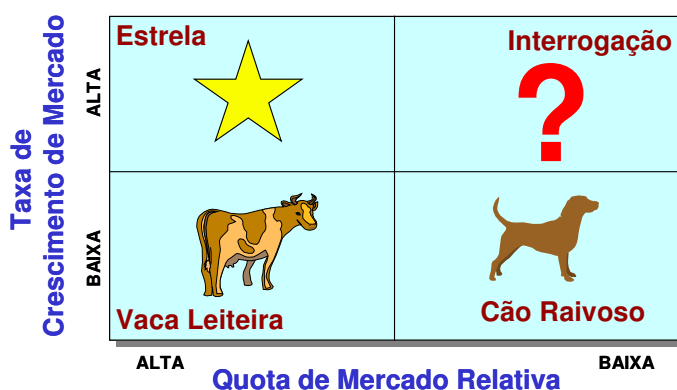 Estrela
Interrogação
?
Taxa de
Crescimento de Mercado
ALTA
BAIXA
Vaca Leiteira
Cão Raivoso
ALTA
BAIXA
Quota de Mercado Relativa